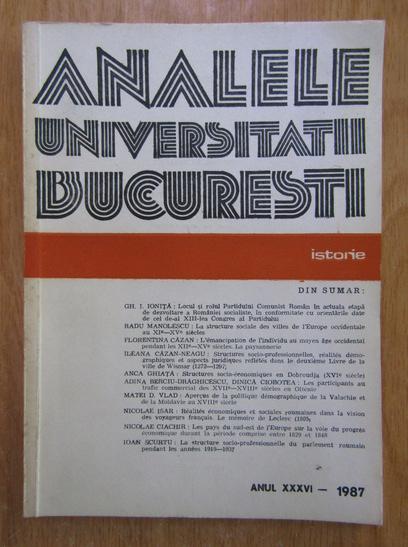 ANALELE
UNIVERSITATII
BUCURESTI
istorie
DIN SUMAR:
GH. I. IONIȚĂ : Locul și rolul Partidului Comunist Român în actuala etapă
de dezvoltare a României socialiste, în conformitate cu orientările date
de cel de-al XIII-lea Congres al Partidului
RADU MANOLESCU : La structure sociale des villes de l'Europe occidentale
au XIe—XVe siècles
FLORENTINA CĂZAN : L'émancipation de l'individu au moyen âge occidental
pendant les XIIe—XVe siècles. La paysannerie
ILEANA CĂZAN-NEAGU : Structures socio-professionnelles, réalités démo-
graphiques et aspects juridiques reflétés dans le deuxième Livre de la
ville de Wismar (1272—1297)
ANCA GHIAȚĂ : Structures socio-économiques en Dobroudja (XVIe siècle)
ADINA BERCIU-DRĂGHICESCU, DINICĂ CIOBOTEA : Les participants au
trafic commercial des XVIIe—XVIIIe siècles en Olténie
MATEI D. VLAD : Aperçus de la politique démographique de la Valachie et
de la Moldavie au XVIIIe siècle
NICOLAE IȘAR : Réalités économiques et sociales roumaines dans la vision
des voyageurs français. Le mémoire de Leclerc
NICOLAE CIACHIR : Les pays du sud-est de l'Europe sur la voie du progrès
économique durant la période comprise entre 1829 et 1848
IOAN SCURTU : La structure socio-professionnelle du parlement roumain
pendant les années 1919—1937
ANUL XXXVI — 1987